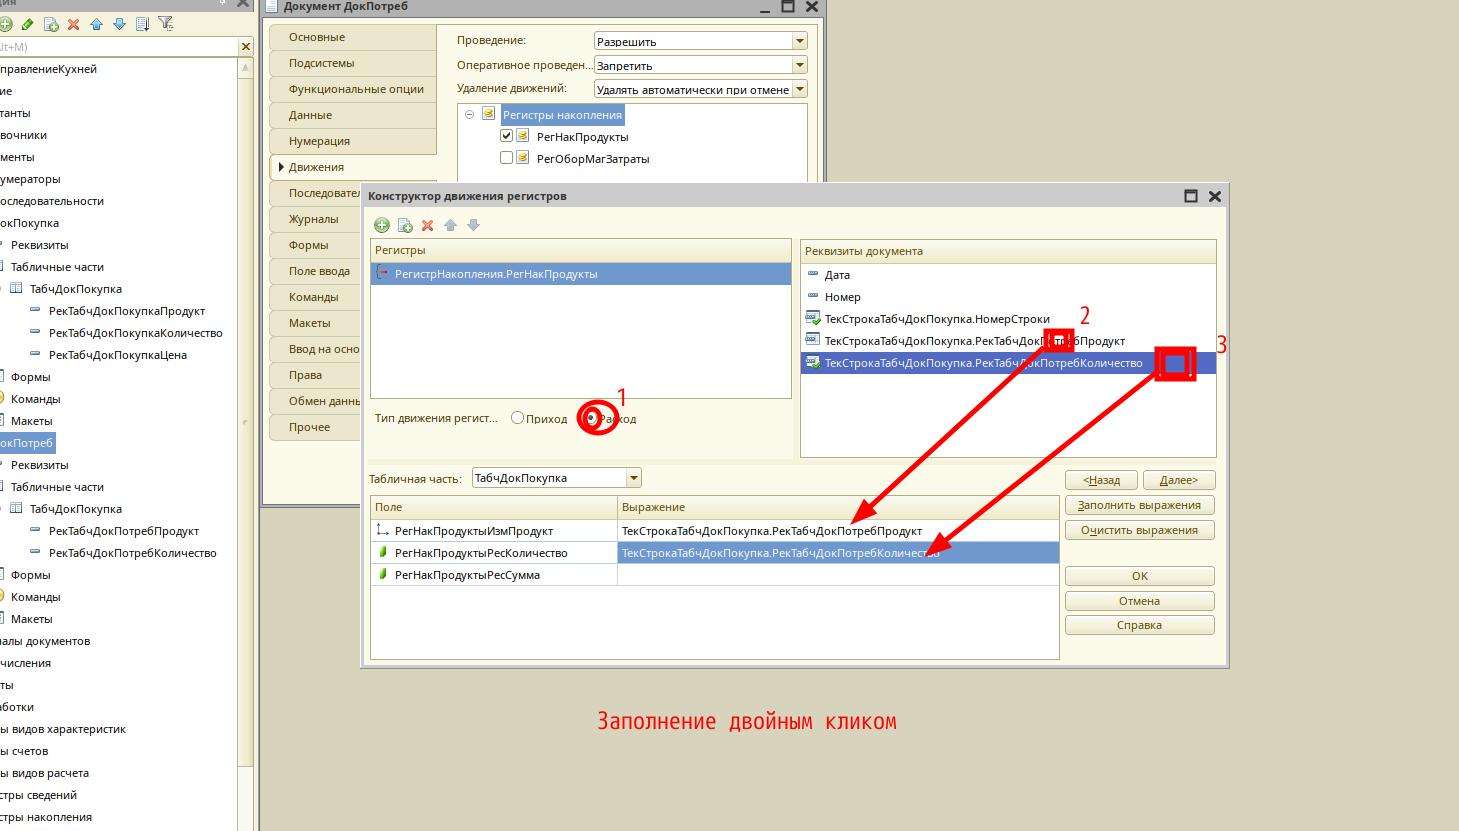 ция
Документ ДокПотреб
lt+M)
правлениеКухней
ие
танты
вочники
менты
умераторы
оследовательности
окПокупка
Реквизиты
Табличные части
ТабчДокПокупка
РекТабчДокПокупкаПродукт
РекТабчДокПокупкаКоличество
РекТабчДокПокупкаЦена
Формы
Команды
Макеты
окПотреб
Реквизиты
Табличные части
ТабчДокПокупка
РекТабчДокПотребПродукт
РекТабчДокПотребКоличество
Формы
Команды
Макеты
налы документов
числения
ты
аботки
ы видов характеристик
ы счетов
ы видов расчета
стры сведений
стры накопления
Основные
Подсистемы
Функциональные опции
Данные
Нумерация
Движения
Последовател
Журналы
Формы
Поле ввода
Команды
Макеты
Ввод на осно
Права
Обмен даннь
Прочее
Проведение: Разрешить
Оперативное проведен... Запретить
Удаление движений: Удалять автоматически при отмене
Регистры накопления
РегНакПродукты
РегОборМагЗатраты
Конструктор движения регистров
Регистры
РегистрНакопления.РегНакПродукты
Реквизиты документа
Дата
Номер
ТекСтрокаТабчДокПокупка.НомерСтроки
2
ТекСтрокаТабчДокПокупка.РекТабчДокПотребПродукт
3
ТекСтрокаТабчДокПокупка.РекТабчДокПотребКоличество
1
Тип движения регист... Приход Расход
Табличная часть: ТабчДокПокупка
<Назад Далее>
Заполнить выражения
Очистить выражения
OK
Отмена
Справка
Поле Выражение
РегНакПродуктыИзмПродукт ТекСтрокаТабчДокПокупка.РекТабчДокПотребПродукт
РегНакПродуктыРесКоличество ТекСтрокаТабчДокПокупка.РекТабчДокПотребКоличество
РегНакПродуктыРесСумма
Заполнение двойным кликом